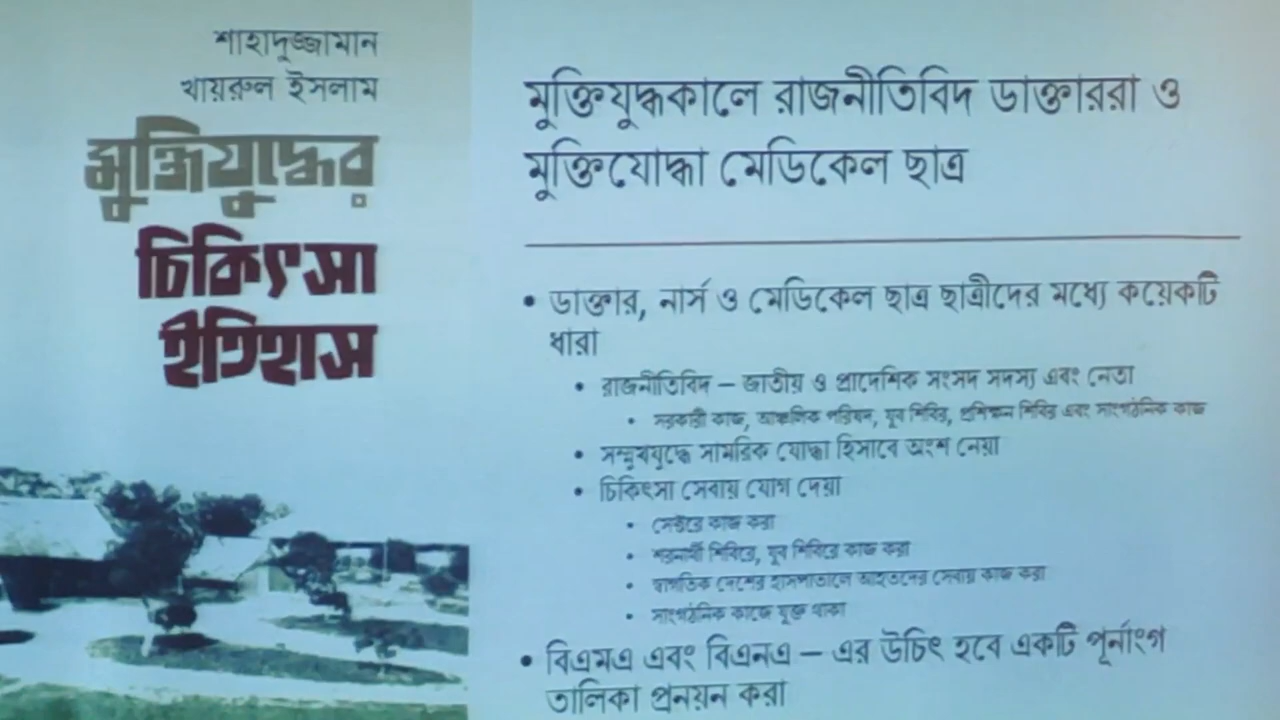 শাহাদুজ্জামান
খায়রুল ইসলাম
মুক্তিযুদ্ধের
চিকিৎসা
ইতিহাস
মুক্তিযুদ্ধকালে রাজনীতিবিদ ডাক্তাররা ও
মুক্তিযোদ্ধা মেডিকেল ছাত্র
• ডাক্তার, নার্স ও মেডিকেল ছাত্র ছাত্রীদের মধ্যে কয়েকটি
ধারা
• রাজনীতিবিদ – জাতীয় ও প্রাদেশিক সংসদ সদস্য এবং নেতা
• সরকারী কাজ, আঞ্চলিক পরিষদ, যুব শিবির, প্রশিক্ষন শিবির এবং সাংগঠনিক কাজ
• সম্মুখযুদ্ধে সামরিক যোদ্ধা হিসাবে অংশ নেয়া
• চিকিৎসা সেবায় যোগ দেয়া
• সেক্টরে কাজ করা
• শরনার্থী শিবিরে, যুব শিবিরে কাজ করা
• স্বাগতিক দেশের হাসপাতালে আহতদের সেবায় কাজ করা
• সাংগঠনিক কাজে যুক্ত থাকা
• বিএমএ এবং বিএনএ – এর উচিৎ হবে একটি পূর্নাংগ
তালিকা প্রনয়ন করা